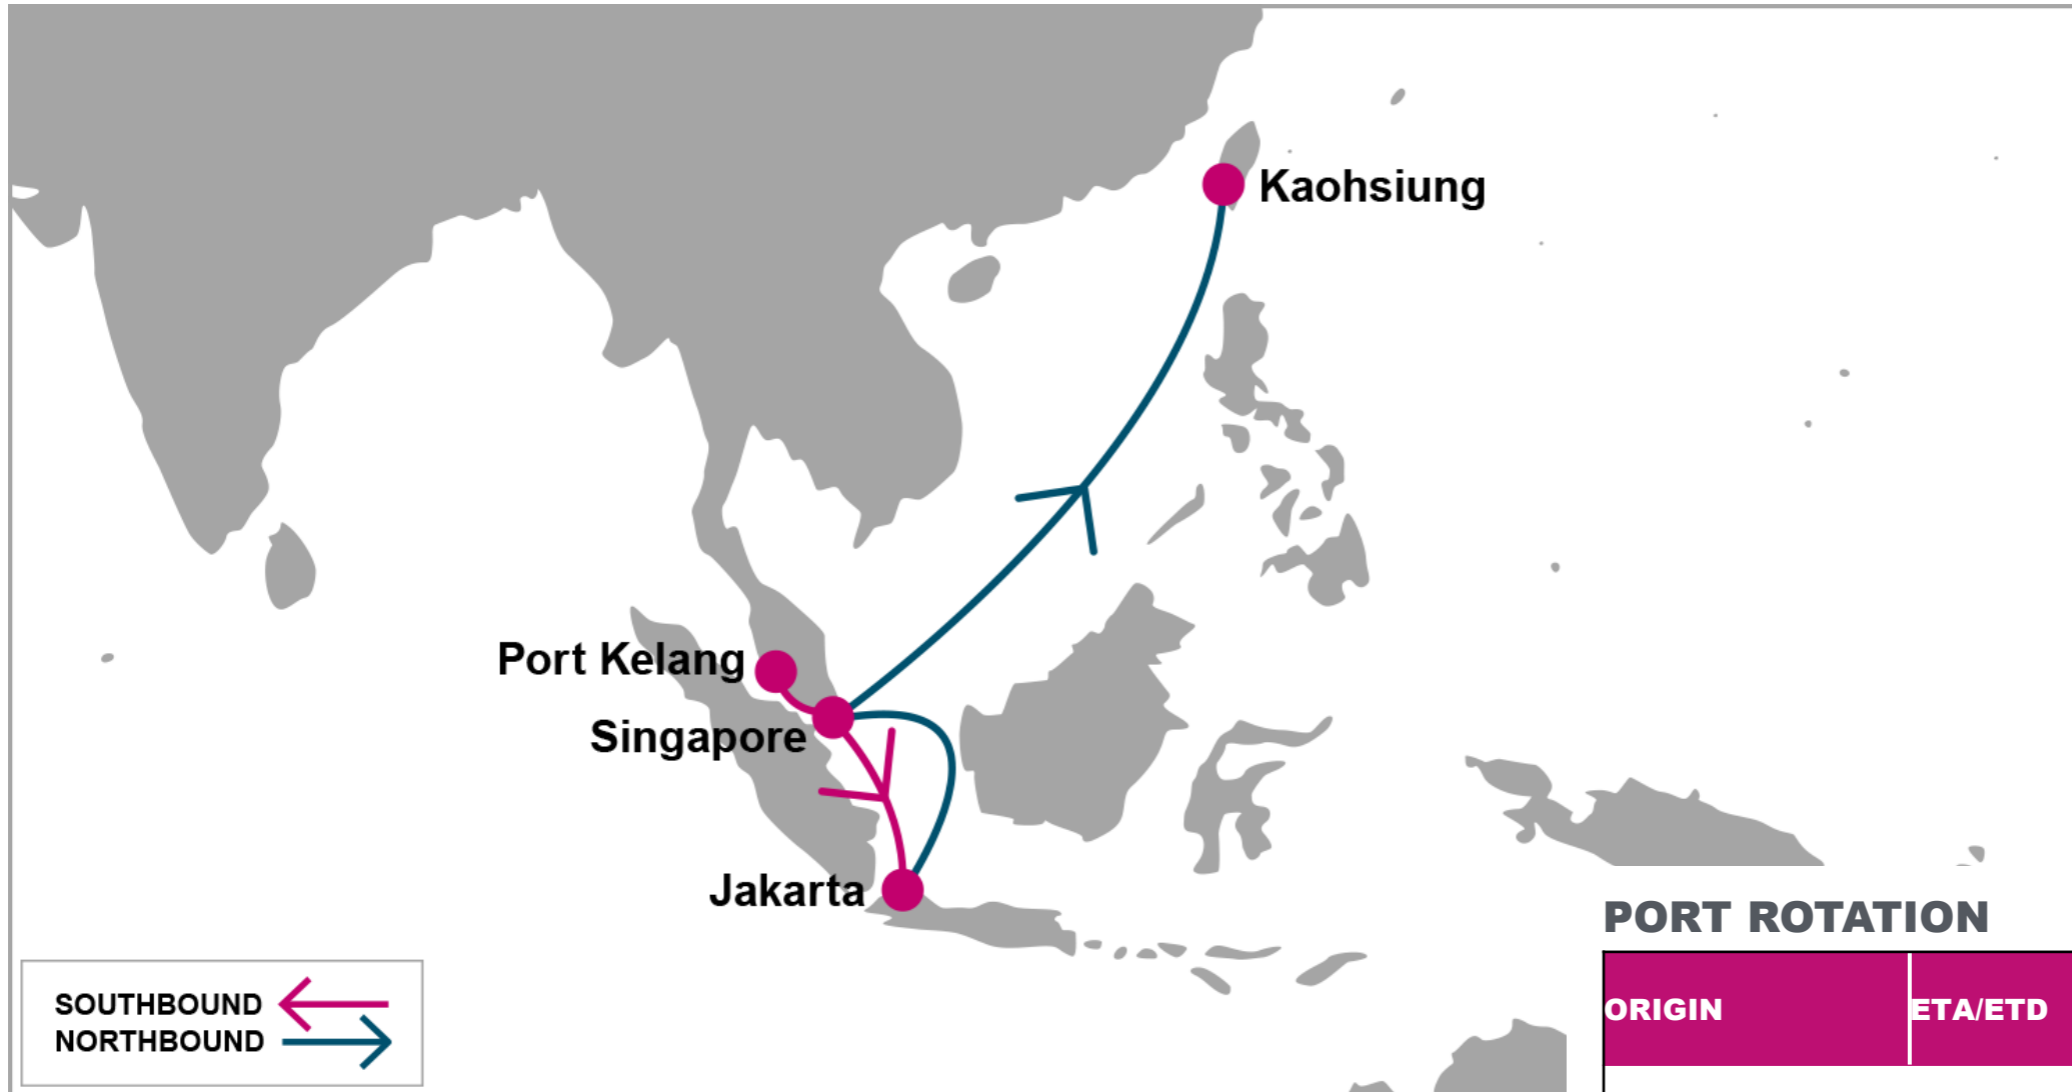 Kaohsiung
Port Kelang
Singapore
Jakarta
SOUTHBOUND
NORTHBOUND
PORT ROTATION
ORIGIN ETA/ETD